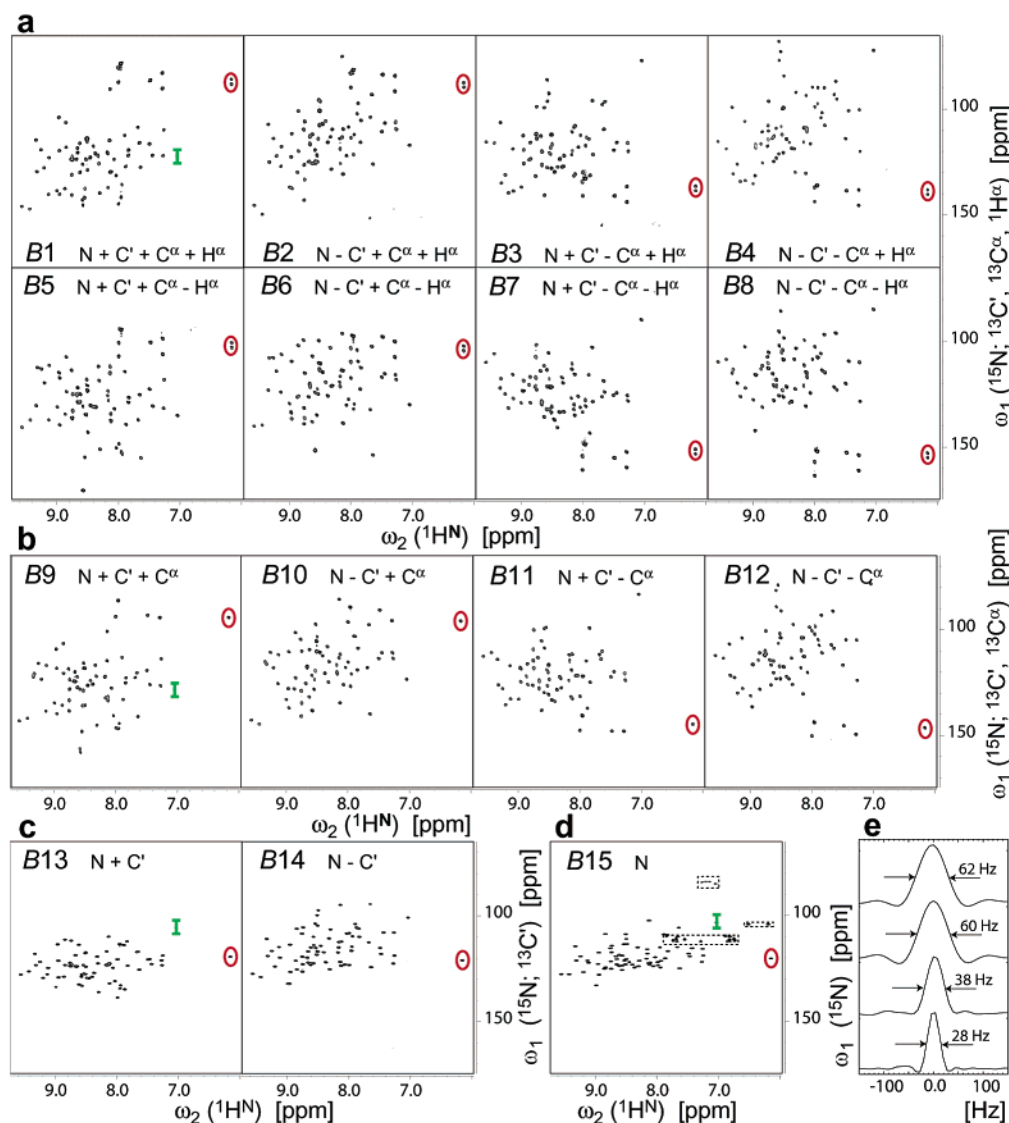 a
B1 N + C' + Cα + Hα
B2 N - C' + Cα + Hα
B3 N + C' - Cα + Hα
B4 N - C' - Cα + Hα
100
150
B5 N + C' + Cα - Hα
B6 N - C' + Cα - Hα
B7 N + C' - Cα - Hα
B8 N - C' - Cα - Hα
100
150
ω1 (15N; 13C', 13Cα, 1Hα) [ppm]
9.0 8.0 7.0 9.0 8.0 7.0 9.0 8.0 7.0 9.0 8.0 7.0
ω2 (1HN) [ppm]
b
B9 N + C' + Cα
B10 N - C' + Cα
B11 N + C' - Cα
B12 N - C' - Cα
100
150
ω1 (15N; 13C', 13Cα) [ppm]
9.0 8.0 7.0 9.0 8.0 7.0 9.0 8.0 7.0 9.0 8.0 7.0
ω2 (1HN) [ppm]
c
B13 N + C'
B14 N - C'
100
150
ω1 (15N; 13C') [ppm]
9.0 8.0 7.0 9.0 8.0 7.0
ω2 (1HN) [ppm]
d
B15 N
100
150
ω1 (15N) [ppm]
9.0 8.0 7.0
ω2 (1HN) [ppm]
e
62 Hz
60 Hz
38 Hz
28 Hz
-100 0.0 100
[Hz]